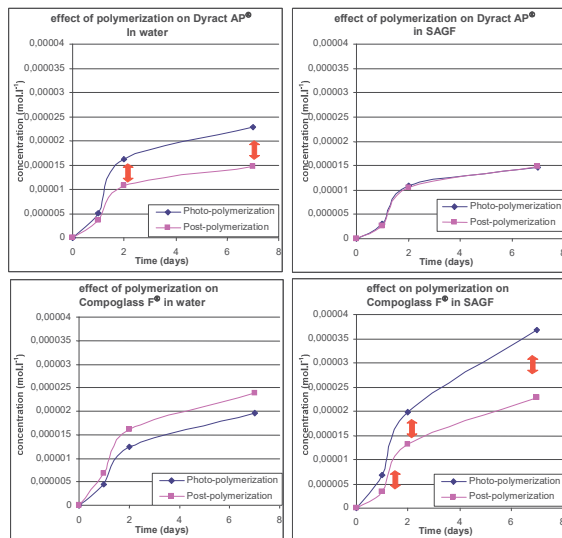 effect of polymerization on Dyract AP®
In water
concentration (mol.l⁻¹)
0,00004
0,000035
0,00003
0,000025
0,00002
0,000015
0,00001
0,000005
0
Photo-polymerization
Post-polymerization
0 2 4 6 8
Time (days)
effect of polymerization on Dyract AP®
in SAGF
concentration (mol.l⁻¹)
0,00004
0,000035
0,00003
0,000025
0,00002
0,000015
0,00001
0,000005
0
Photo-polymerization
Post-polymerization
0 2 4 6 8
Time (days)
effect of polymerization on
Compoglass F® in water
concentration (mol.l⁻¹)
0,00004
0,000035
0,00003
0,000025
0,00002
0,000015
0,00001
0,000005
0
Photo-polymerization
Post-polymerization
0 2 4 6 8
Time (days)
effect on polymerization on
Compoglass F® in SAGF
concentration (mol.l⁻¹)
0,00004
0,000035
0,00003
0,000025
0,00002
0,000015
0,00001
0,000005
0
Photo-polymerization
Post-polymerization
0 2 4 6 8
Time (days)